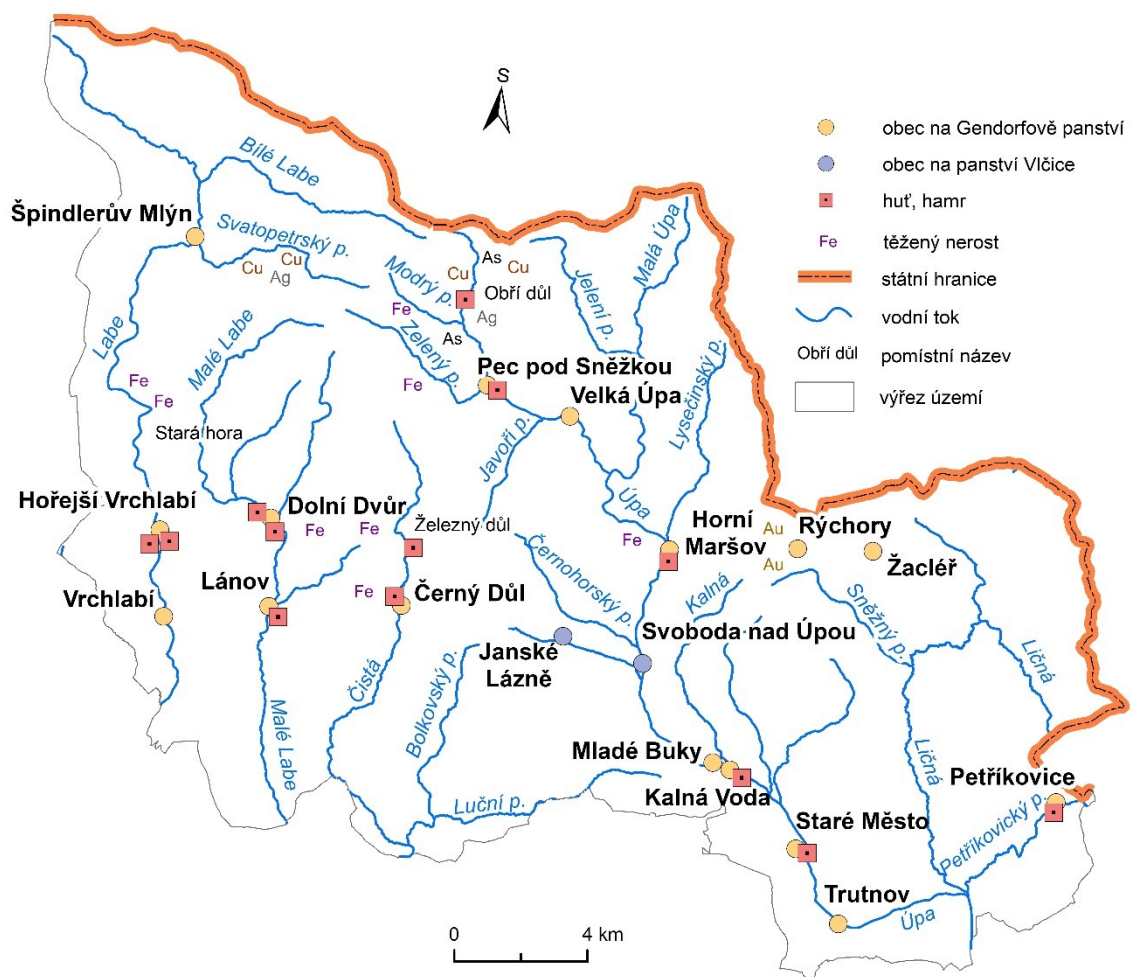 S
obec na Gendorfově panství
obec na panství Vlčice
huť, hamr
Fe
těžený nerost
státní hranice
vodní tok
Obří důl
pomístní název
výřez území
Bílé Labe
Špindlerův Mlýn
Svatopetrský p.
Cu
Cu
Ag
Malá Úpa
As
Cu
Cu
Jelení p.
Modrý p.
Obří důl
Fe
Ag
As
Labe
Malé Labe
Zelený p.
Lysečinský p.
Pec pod Sněžkou
Fe
Fe
Fe
Velká Úpa
Stará hora
Javoří p.
Hořejší Vrchlabí
Dolní Dvůr
Úpa
Horní
Maršov
Fe
Au
Au
Rýchory
Žacléř
Fe
Fe
Železný důl
Černohorský p.
Lánov
Vrchlabí
Fe
Černý Důl
Kalná
Sněžný p.
Svoboda nad Úpou
Janské
Lázně
Čistá
Bolkovský p.
Ličná
Malé Labe
Ličná
Mladé Buky
Kalná Voda
Petříkovice
Luční p.
Petříkovický p.
Staré Město
Trutnov
Úpa
0
4 km